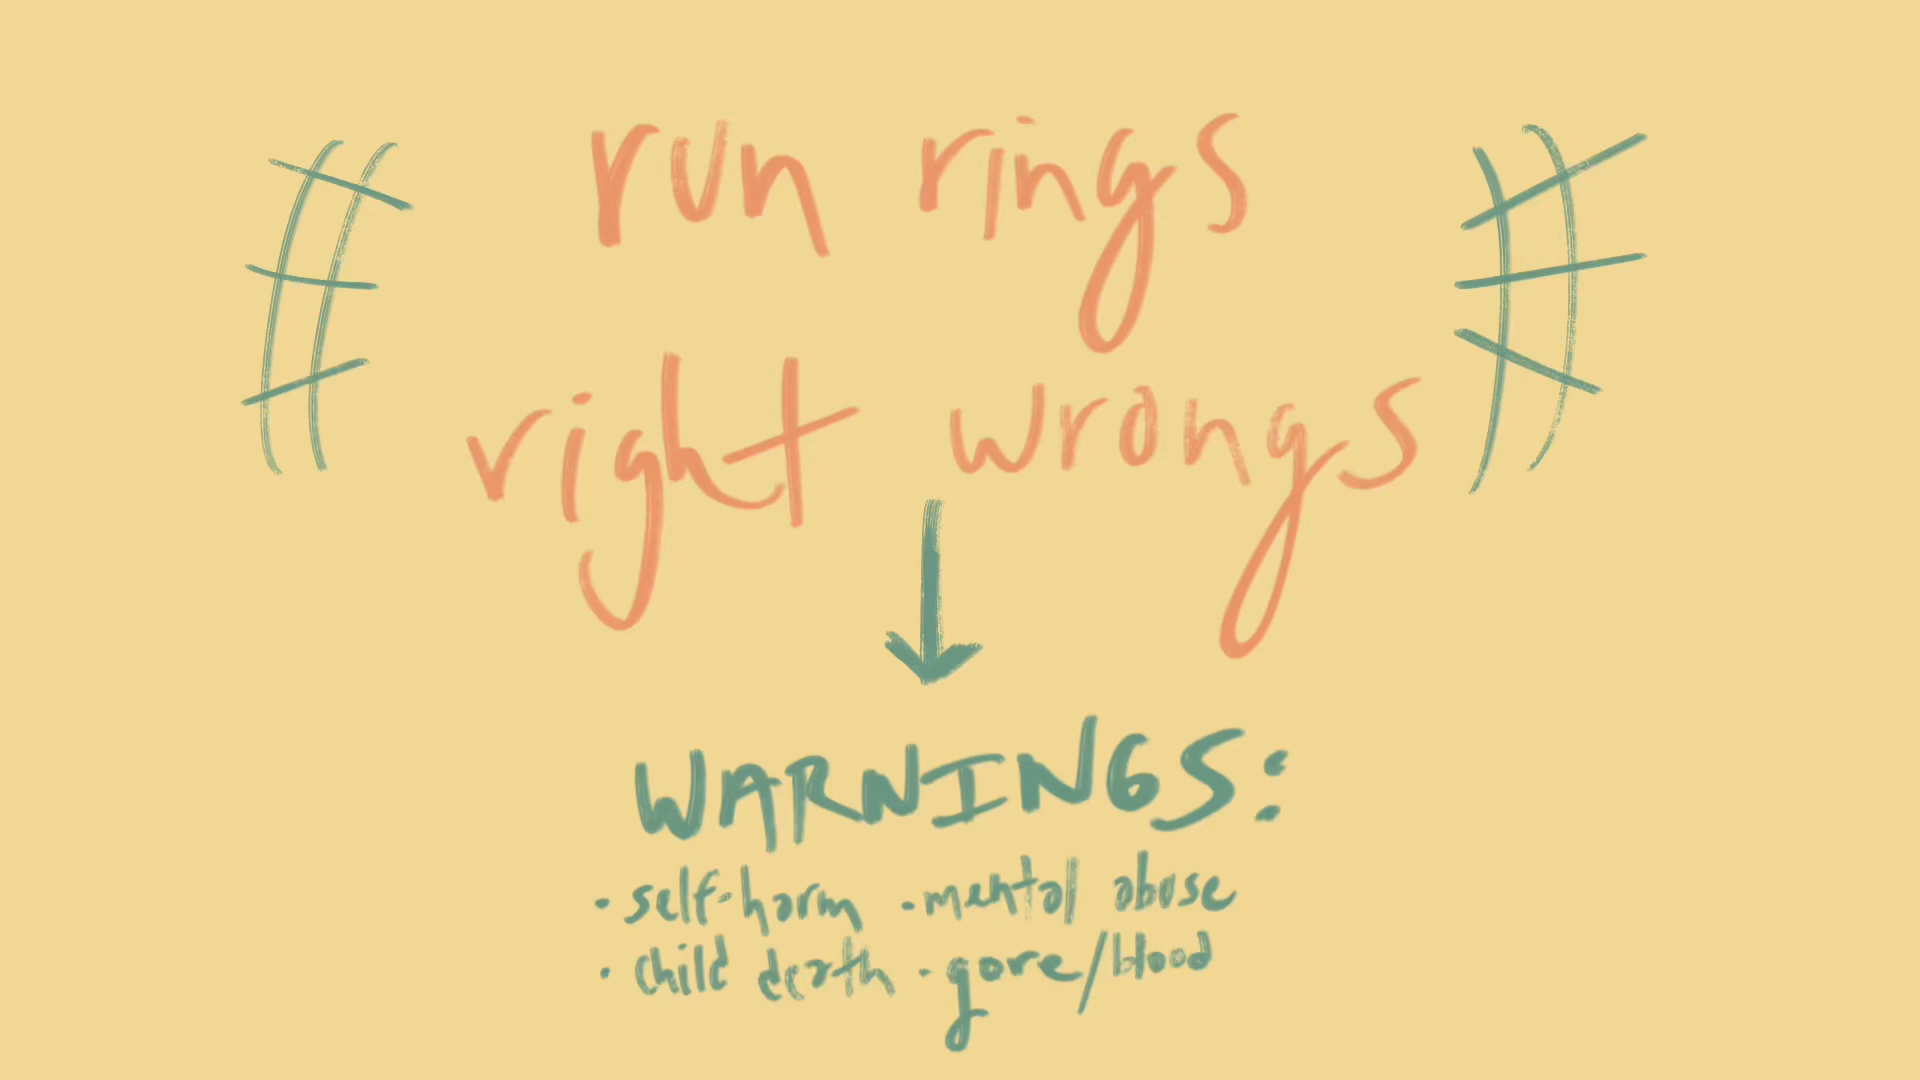 run rings
right wrongs
WARNINGS:
• self-harm • mental abuse
• child death • gore/blood